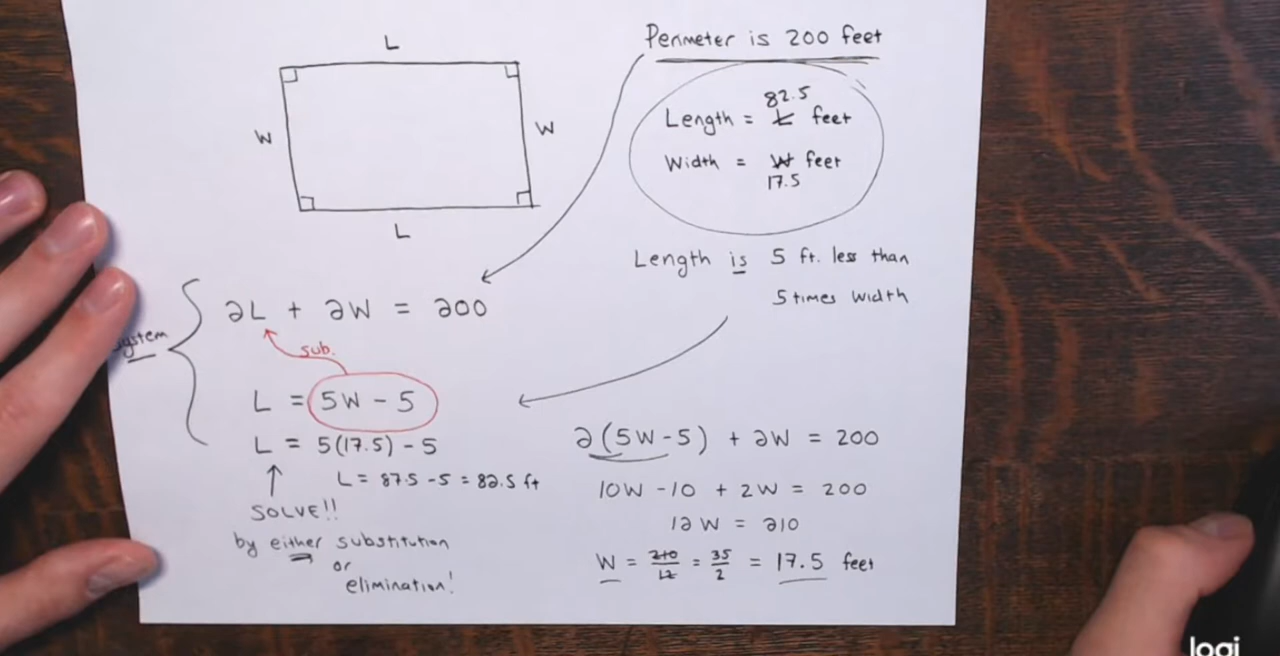 L
W
W
L
Perimeter is 200 feet
82.5
Length = L feet
Width = W feet
17.5
Length is 5 ft. less than
5 times width
2L + 2W = 200
system
sub.
L = 5W - 5
L = 5(17.5) - 5
L = 87.5 - 5 = 82.5 ft
SOLVE!!
by either substitution
or
elimination!
2(5W-5) + 2W = 200
10W - 10 + 2W = 200
12W = 210
W = 210/12 = 35/2 = 17.5 feet
logi